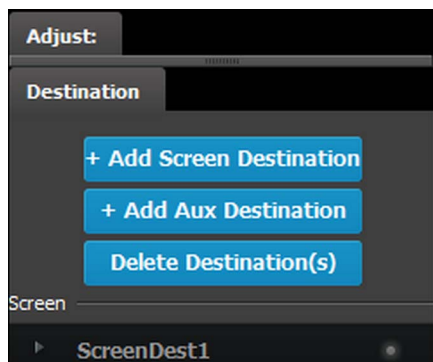 Adjust:
Destination
+ Add Screen Destination
+ Add Aux Destination
Delete Destination(s)
Screen
ScreenDest1